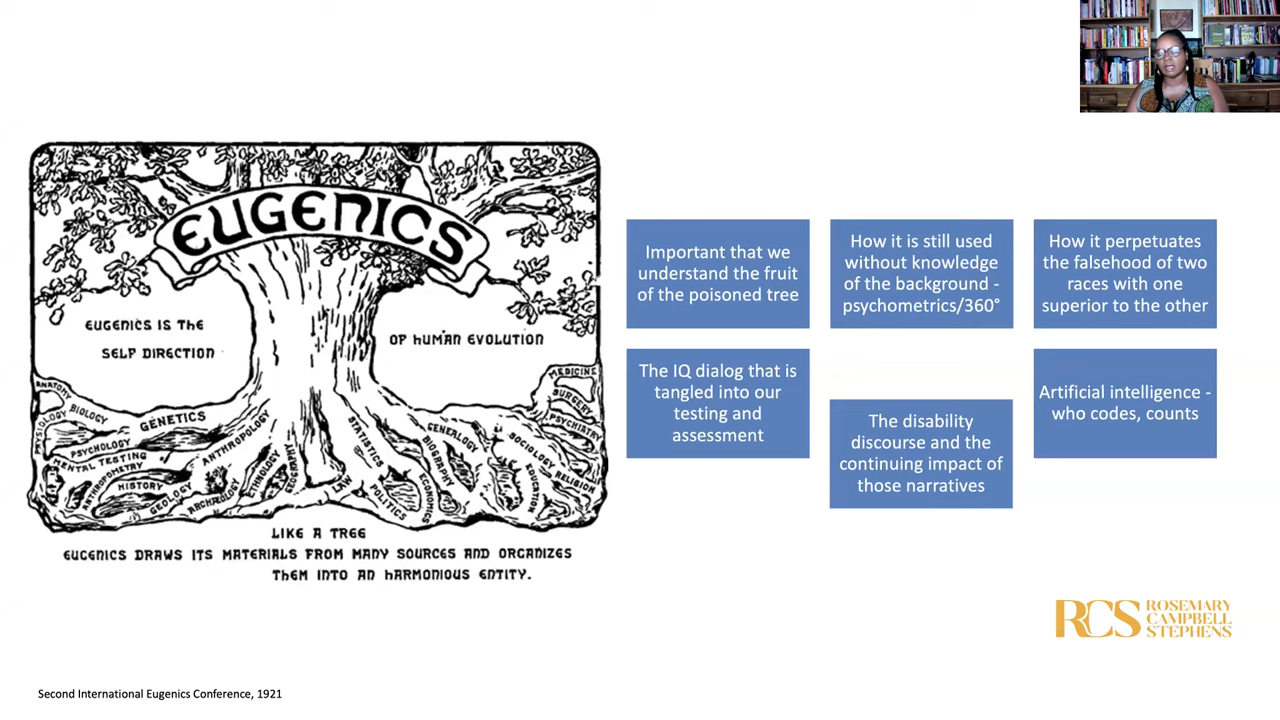 EUGENICS
EUGENICS IS THE
SELF DIRECTION
OF HUMAN EVOLUTION
ANATOMY
PHYSIOLOGY
BIOLOGY
GENETICS
PSYCHOLOGY
MENTAL TESTING
ANTHROPOMETRY
HISTORY
GEOLOGY
ANTHROPOLOGY
ARCHÆOLOGY
ETHNOLOGY
GEOGRAPHY
LAW
STATISTICS
POLITICS
ECONOMICS
BIOGRAPHY
GENEALOGY
EDUCATION
SOCIOLOGY
RELIGION
PSYCHIATRY
SURGERY
MEDICINE
LIKE A TREE
EUGENICS DRAWS ITS MATERIALS FROM MANY SOURCES AND ORGANIZES
THEM INTO AN HARMONIOUS ENTITY.
Important that we
understand the fruit
of the poisoned tree
How it is still used
without knowledge
of the background -
psychometrics/360°
How it perpetuates
the falsehood of two
races with one
superior to the other
The IQ dialog that is
tangled into our
testing and
assessment
The disability
discourse and the
continuing impact of
those narratives
Artificial intelligence -
who codes, counts
RCS
ROSEMARY
CAMPBELL
STEPHENS
Second International Eugenics Conference, 1921